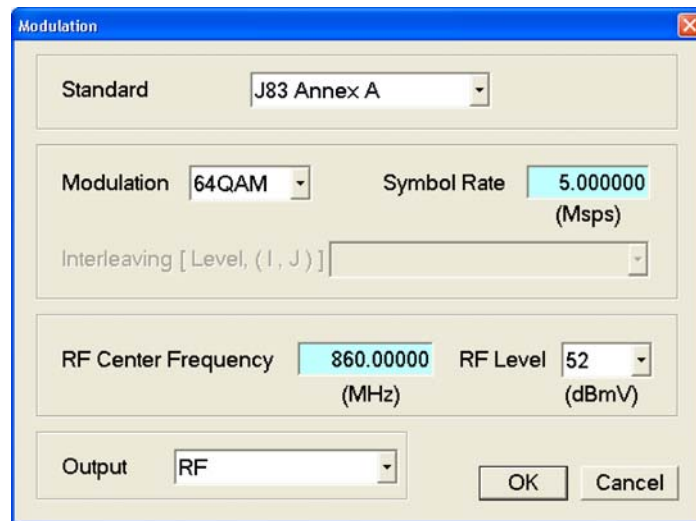 Modulation
Standard J83 Annex A
Modulation 64QAM Symbol Rate 5.000000
(Msps)
Interleaving [ Level, ( I , J ) ]
RF Center Frequency 860.00000 RF Level 52
(MHz) (dBmV)
Output RF
OK Cancel